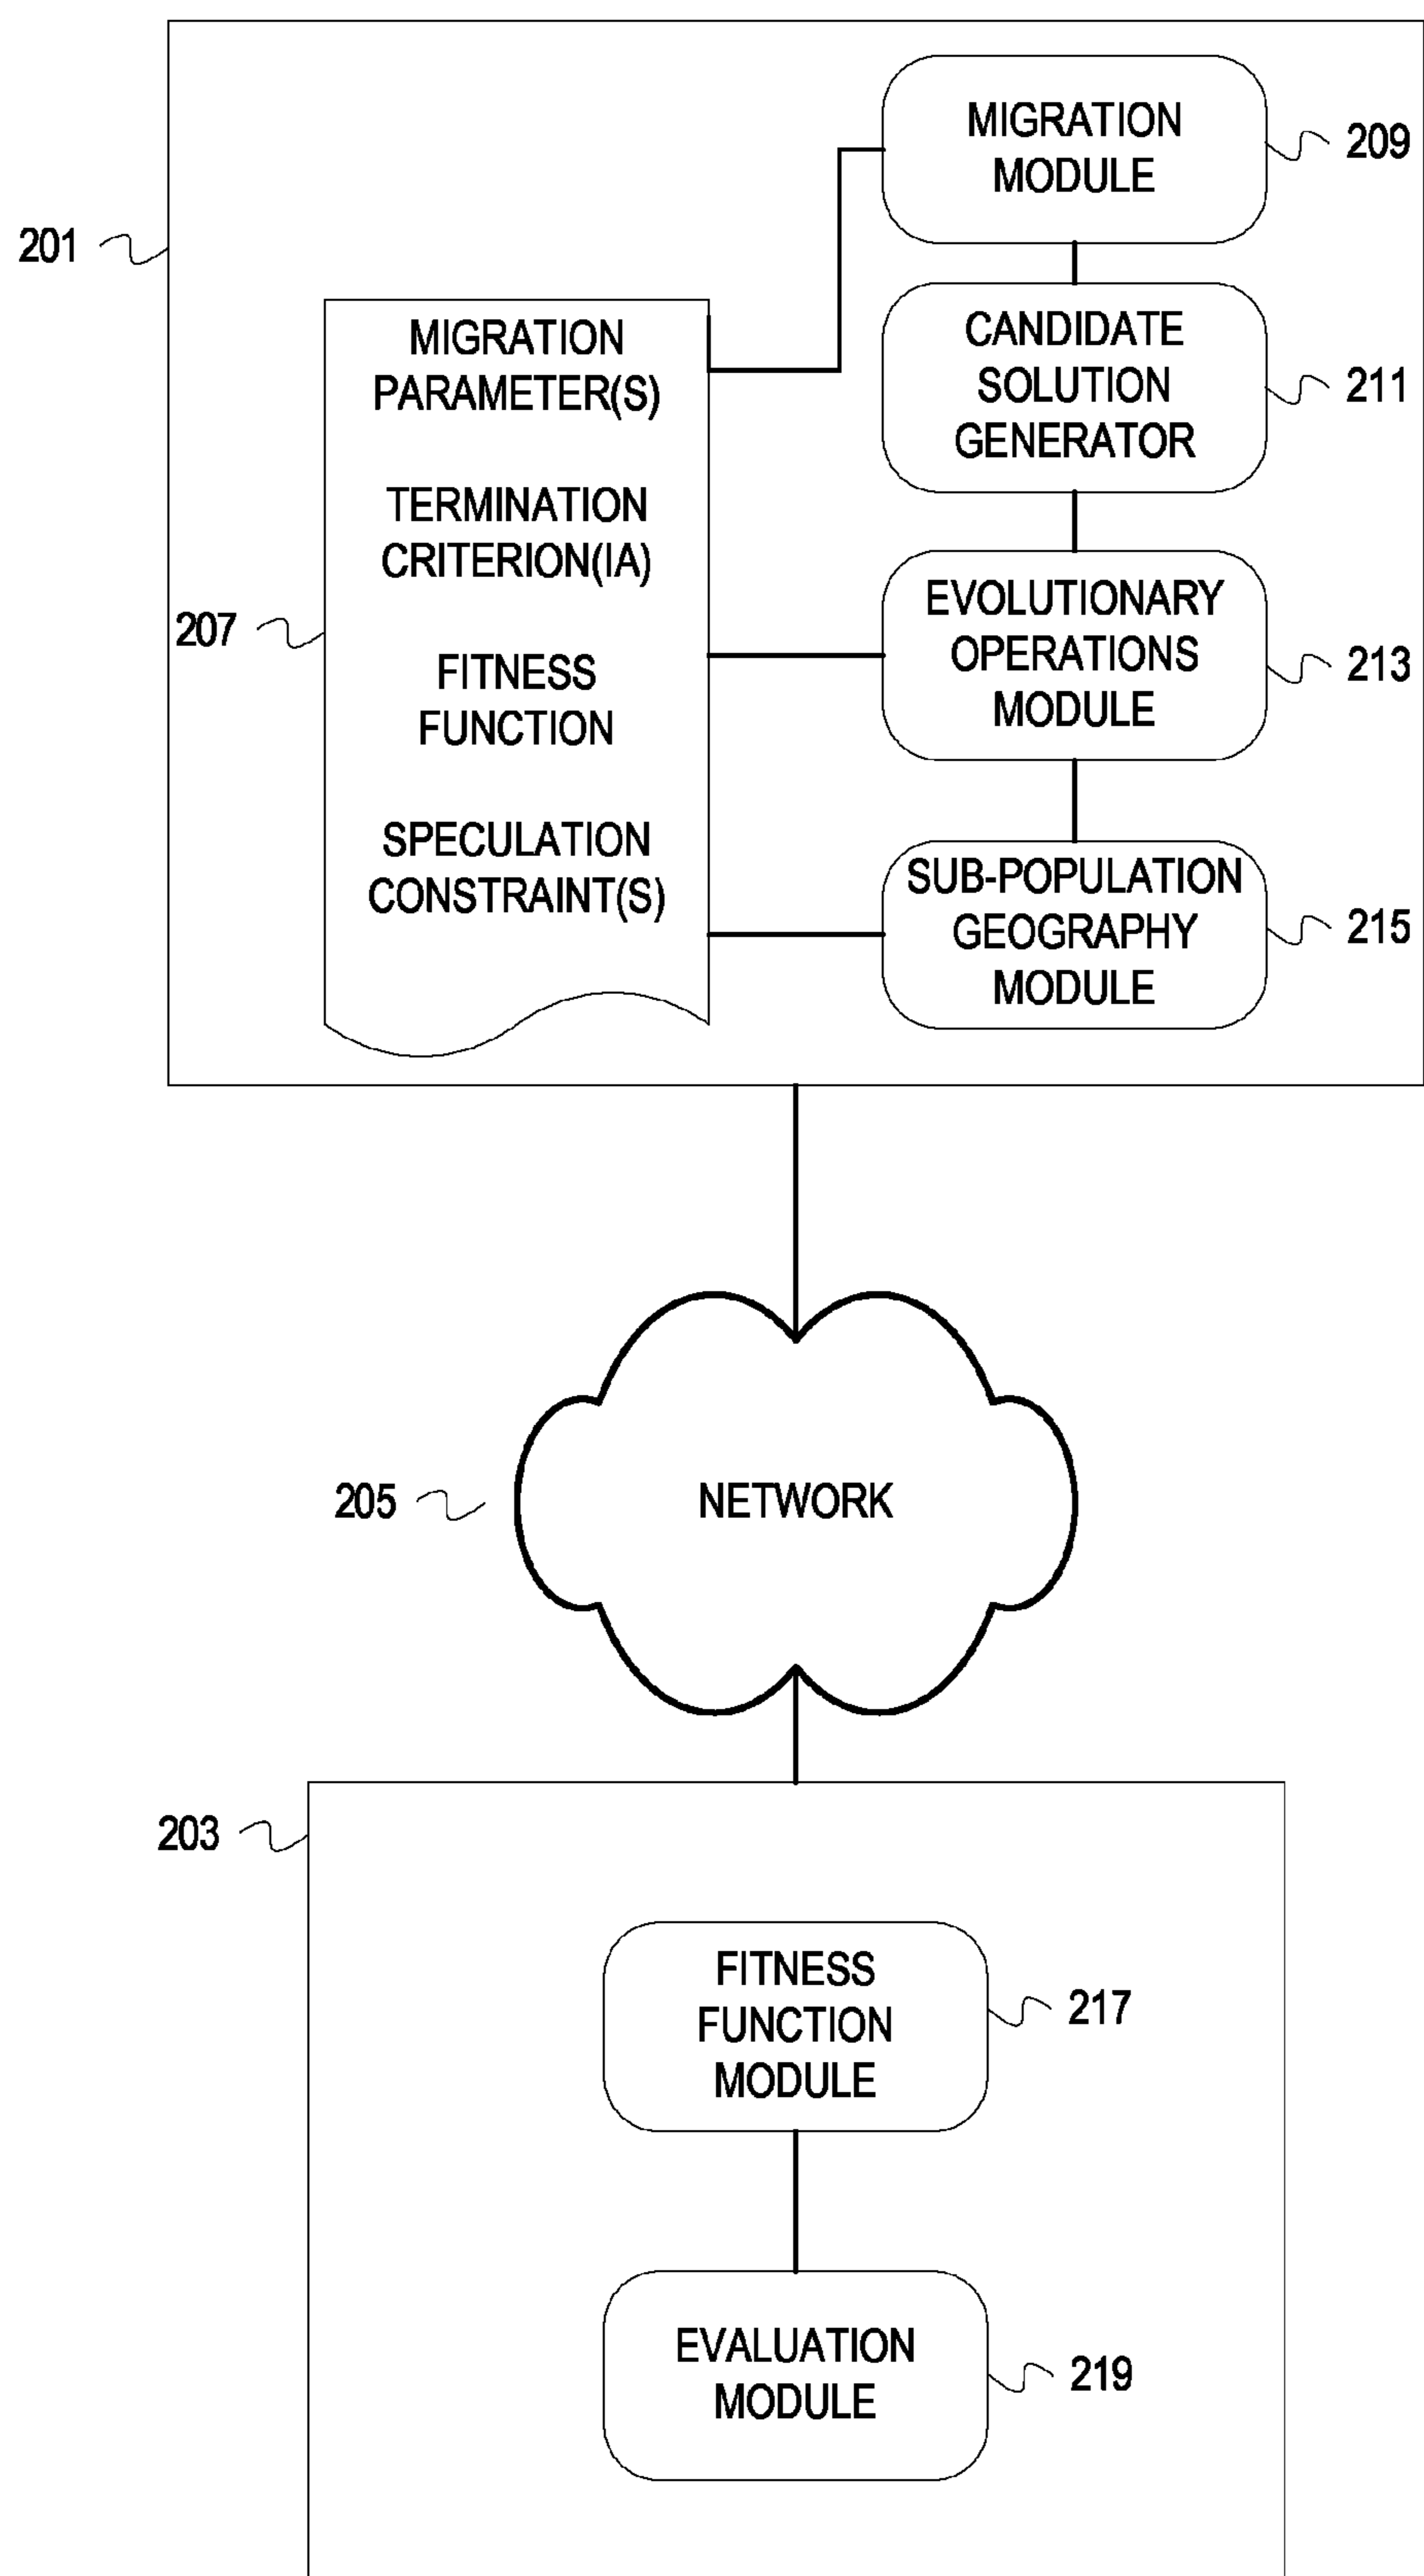 MIGRATION
MODULE
209
201
CANDIDATE
SOLUTION
GENERATOR
211
MIGRATION
PARAMETER(S)
TERMINATION
CRITERION(IA)
FITNESS
FUNCTION
SPECULATION
CONSTRAINT(S)
207
EVOLUTIONARY
OPERATIONS
MODULE
213
SUB-POPULATION
GEOGRAPHY
MODULE
215
205
NETWORK
203
FITNESS
FUNCTION
MODULE
217
EVALUATION
MODULE
219